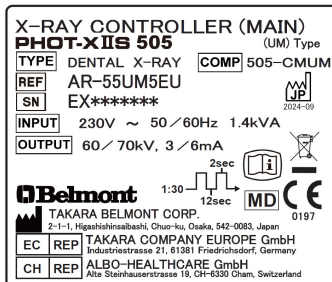 X-RAY CONTROLLER (MAIN)
PHOT-XⅡS 505 (UM) Type
TYPE DENTAL X-RAY COMP 505-CMUM
REF AR-55UM5EU
SN EX*******
JP
2024-09
INPUT 230V ~ 50/60Hz 1.4kVA
OUTPUT 60/70kV, 3/6mA
2sec
1:30
12sec
Belmont
MD
0197
TAKARA BELMONT CORP.
2-1-1, Higashishinsaibashi, Chuo-ku, Osaka, 542-0083, Japan
EC REP TAKARA COMPANY EUROPE GmbH
Industriestrasse 21, 61381 Friedrichsdorf, Germany
CH REP ALBO-HEALTHCARE GmbH
Alte Steinhauserstrasse 19, CH-6330 Cham, Switzerland